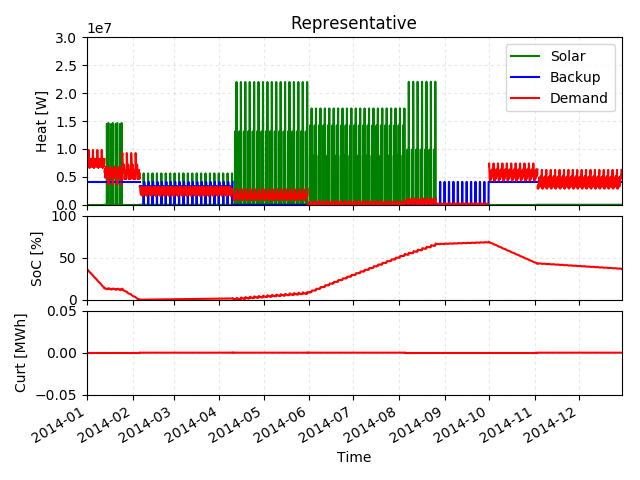 Representative
1e7
3.0
2.5
2.0
1.5
1.0
0.5
0.0
Heat [W]
Solar
Backup
Demand
100
50
0
SoC [%]
0.05
0.00
−0.05
Curt [MWh]
2014-01
2014-02
2014-03
2014-04
2014-05
2014-06
2014-07
2014-08
2014-09
2014-10
2014-11
2014-12
Time